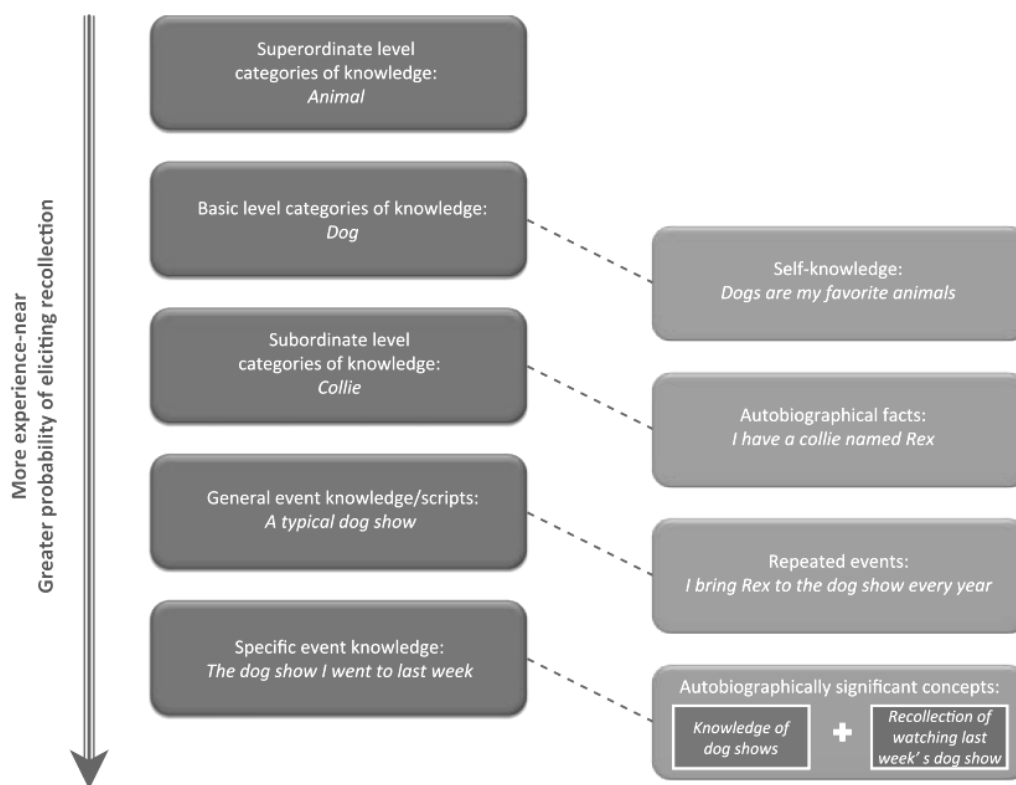 Superordinate level
categories of knowledge:
Animal
Basic level categories of knowledge:
Dog
Self-knowledge:
Dogs are my favorite animals
Subordinate level
categories of knowledge:
Collie
Autobiographical facts:
I have a collie named Rex
General event knowledge/scripts:
A typical dog show
Repeated events:
I bring Rex to the dog show every year
Specific event knowledge:
The dog show I went to last week
Autobiographically significant concepts:
Knowledge of
dog shows
+
Recollection of
watching last
week's dog show
More experience-near
Greater probability of eliciting recollection